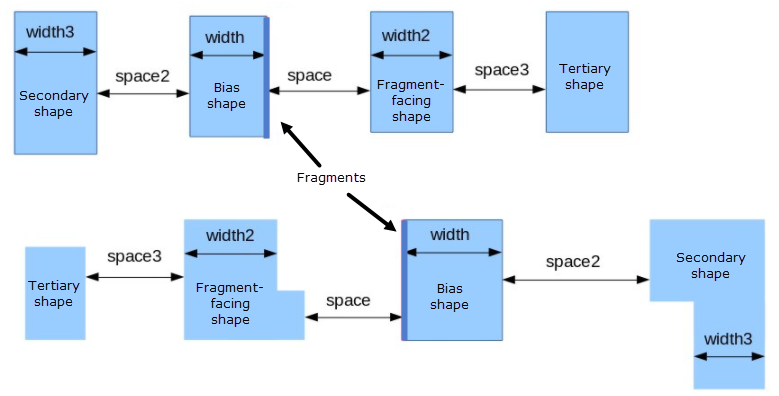 width3
width
width2
space2
space
space3
Secondary
shape
Bias
shape
Fragment-
facing
shape
Tertiary
shape
Fragments
width2
width
space3
space2
Secondary
shape
Tertiary
shape
Fragment-
facing
shape
space
Bias
shape
width3